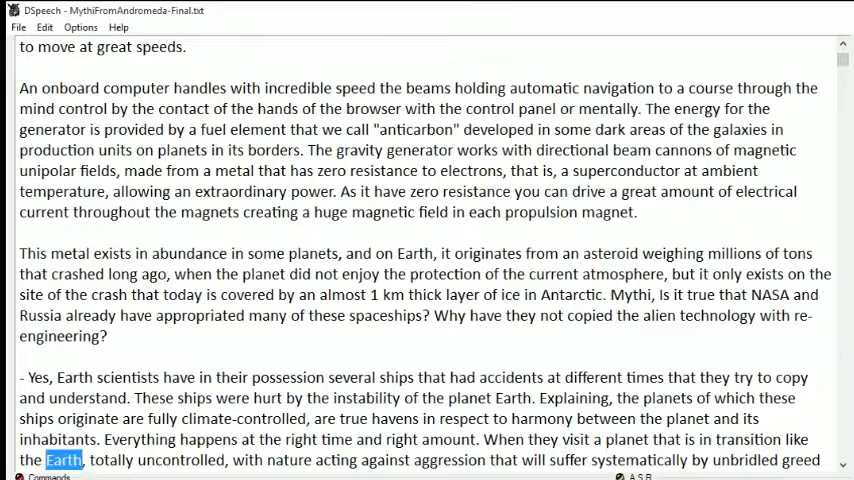 DSpeech - MythiFromAndromeda-Final.txt
File Edit Options Help
to move at great speeds.
An onboard computer handles with incredible speed the beams holding automatic navigation to a course through the
mind control by the contact of the hands of the browser with the control panel or mentally. The energy for the
generator is provided by a fuel element that we call "anticarbon" developed in some dark areas of the galaxies in
production units on planets in its borders. The gravity generator works with directional beam cannons of magnetic
unipolar fields, made from a metal that has zero resistance to electrons, that is, a superconductor at ambient
temperature, allowing an extraordinary power. As it have zero resistance you can drive a great amount of electrical
current throughout the magnets creating a huge magnetic field in each propulsion magnet.
This metal exists in abundance in some planets, and on Earth, it originates from an asteroid weighing millions of tons
that crashed long ago, when the planet did not enjoy the protection of the current atmosphere, but it only exists on the
site of the crash that today is covered by an almost 1 km thick layer of ice in Antarctic. Mythi, Is it true that NASA and
Russia already have appropriated many of these spaceships? Why have they not copied the alien technology with re-
engineering?
- Yes, Earth scientists have in their possession several ships that had accidents at different times that they try to copy
and understand. These ships were hurt by the instability of the planet Earth. Explaining, the planets of which these
ships originate are fully climate-controlled, are true havens in respect to harmony between the planet and its
inhabitants. Everything happens at the right time and right amount. When they visit a planet that is in transition like
the Earth, totally uncontrolled, with nature acting against aggression that will suffer systematically by unbridled greed
Commands A.S.R.